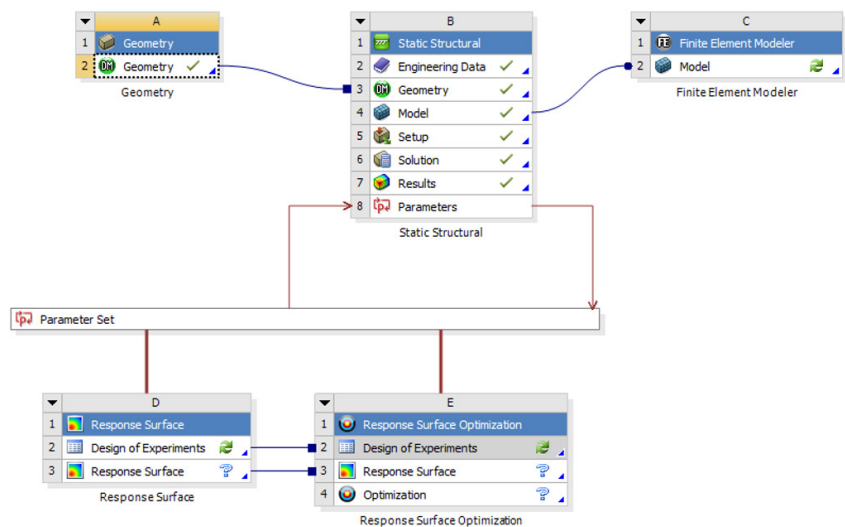 A
1 Geometry
2 DM Geometry
Geometry
B
1 Static Structural
2 Engineering Data
3 DM Geometry
4 Model
5 Setup
6 Solution
7 Results
8 Parameters
Static Structural
C
1 FE Finite Element Modeler
2 Model
Finite Element Modeler
Parameter Set
D
1 Response Surface
2 Design of Experiments
3 Response Surface
Response Surface
E
1 Response Surface Optimization
2 Design of Experiments
3 Response Surface
4 Optimization
Response Surface Optimization